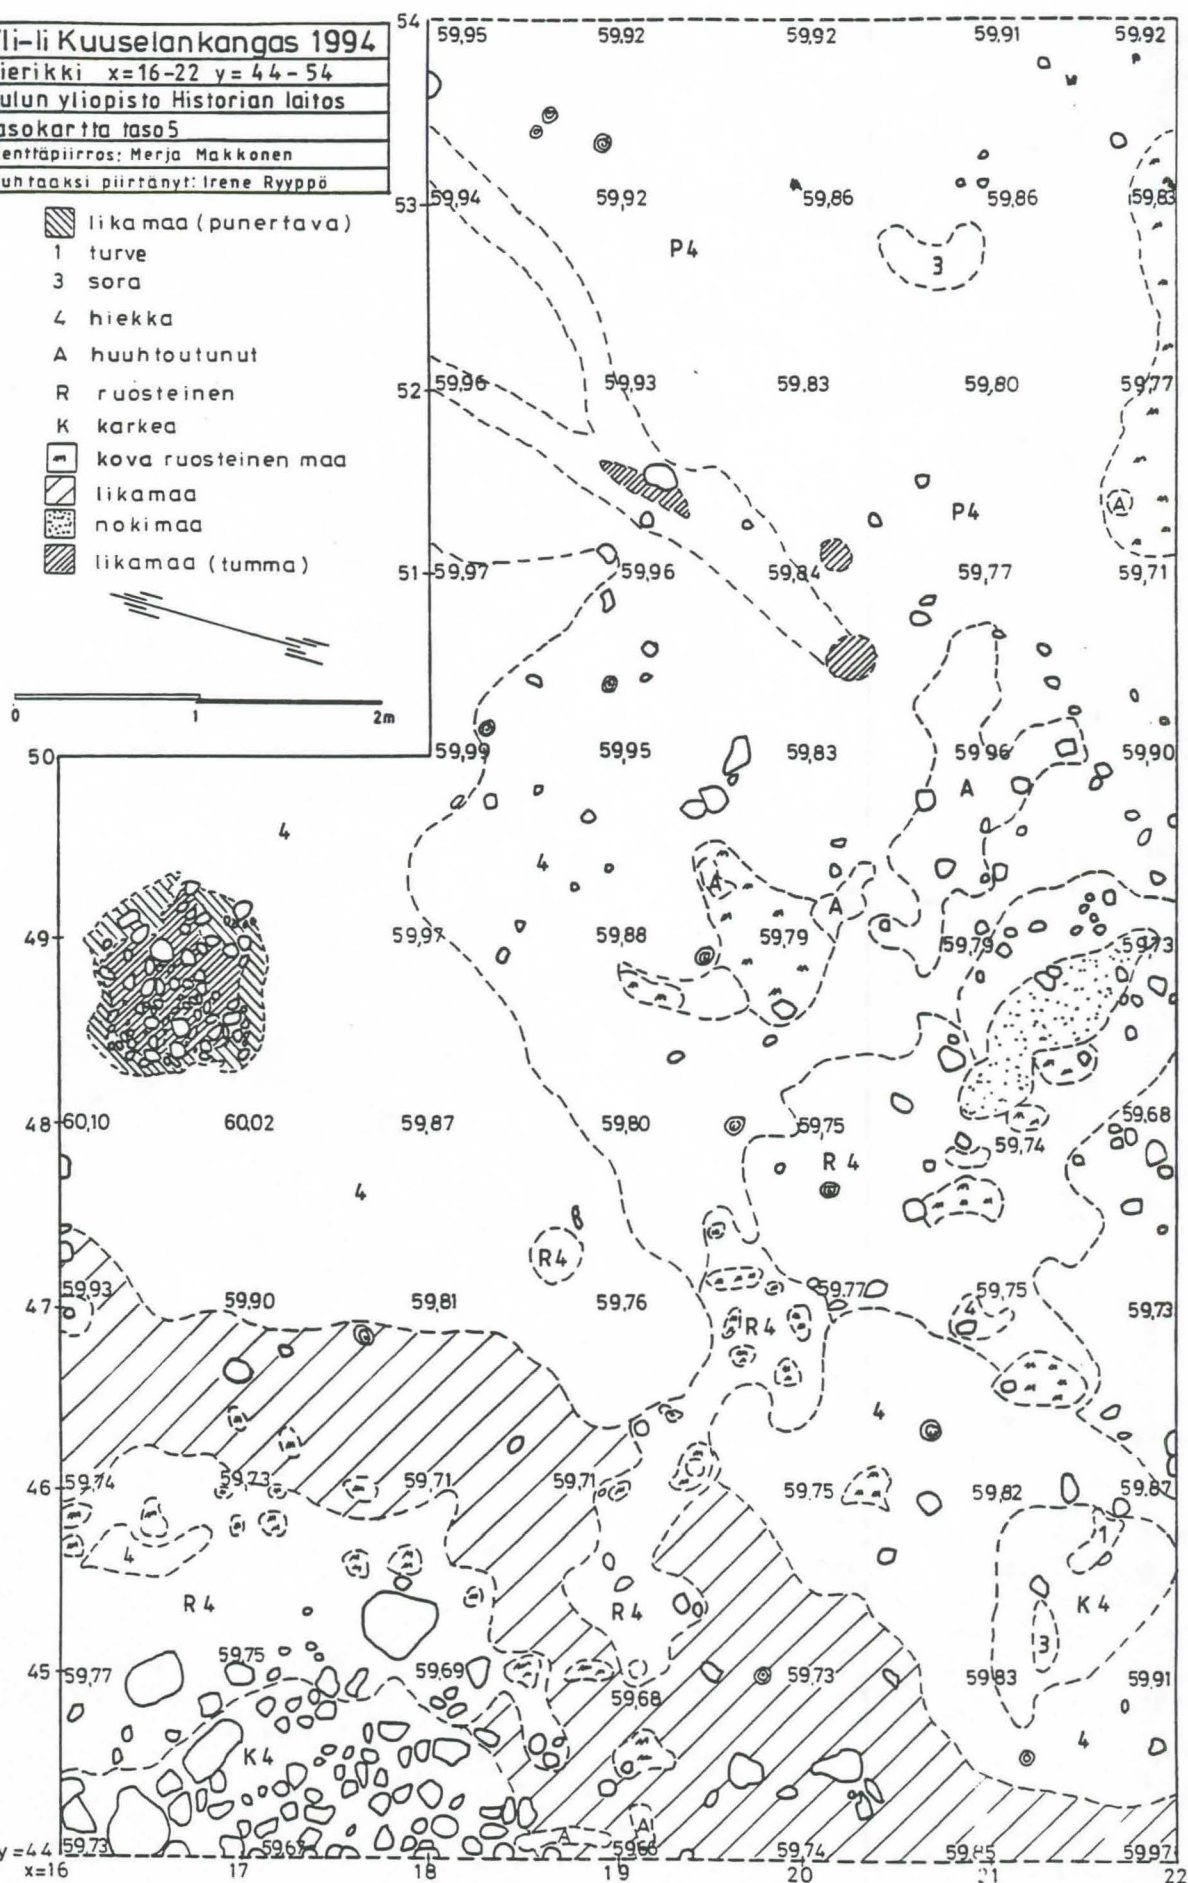 li-Ii Kuuselankangas 1994
ierikki x=16-22 y=44-54
ulun yliopisto Historian laitos
asokartta taso 5
enttäpiirros: Merja Makkonen
uhtaaksi piirtänyt: Irene Ryyppö
likamaa (punertava)
1 turve
3 sora
4 hiekka
A huuhtoutunut
R ruosteinen
K karkea
kova ruosteinen maa
likamaa
nokimaa
likamaa (tumma)
0 1 2m
54 59,95 59,92 59,92 59,91 59,92
53 59,94 59,92 59,86 59,86 59,83
P4
3
52 59,96 59,93 59.83 59,80 59,77
P4 A
51 59,97 59,96 59,84 59,77 59,71
50 59,99 59,95 59,83 59,96 59,90
A
4
4 A A
49 59,97 59,88 59,79 59,79 59,73
48 60,10 60,02 59,87 59,80 59,75 59,74 59,68
R4
4
R4
47 59,93 59,90 59,81 59,76 59,77 59,75 59,73
R4 4
4
46 59,74 59,73 59,71 59,71 59,75 59,82 59,87
4 1
R4 R4 K4
3
45 59,77 59,75 59,69 59,68 59,73 59,83 59,91
K4 4
A A
y=44 59,73 59,67 59,66 59,74 59,85 59,97
x=16 17 18 19 20 21 22